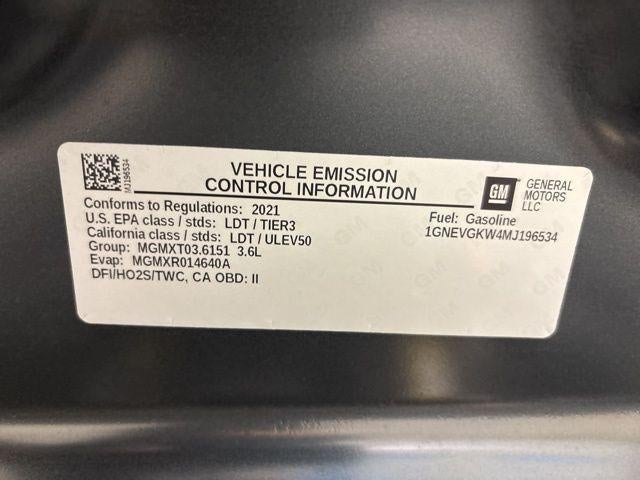 MJ196534
VEHICLE EMISSION
CONTROL INFORMATION
GM
GENERAL
MOTORS
LLC
Conforms to Regulations: 2021
U.S. EPA class / stds: LDT / TIER3
California class / stds: LDT / ULEV50
Group: MGMXT03.6151 3.6L
Evap: MGMXR014640A
DFI/HO2S/TWC, CA OBD: II
Fuel: Gasoline
1GNEVGKW4MJ196534